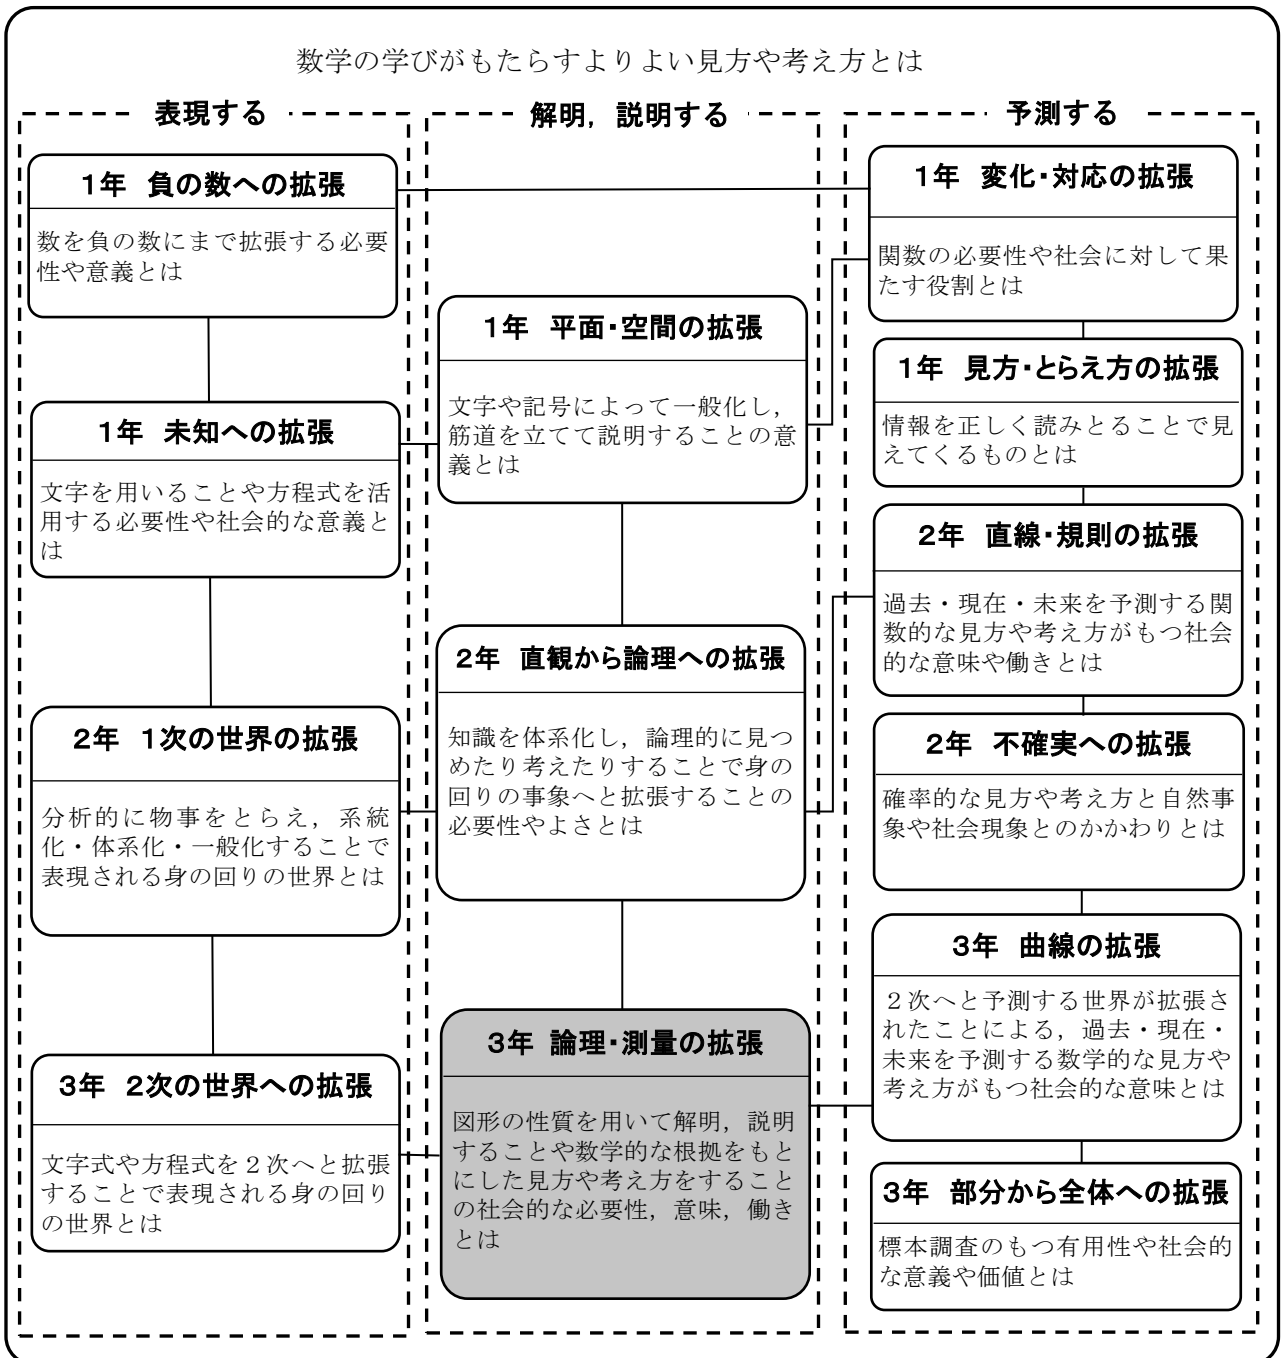 数学の学びがもたらすよりよい見方や考え方とは
表現する
1年 負の数への拡張
数を負の数にまで拡張する必要
性や意義とは
1年 未知への拡張
文字を用いることや方程式を活
用する必要性や社会的な意義と
は
2年 1次の世界の拡張
分析的に物事をとらえ，系統
化・体系化・一般化することで
表現される身の回りの世界とは
3年 2次の世界への拡張
文字式や方程式を２次へと拡張
することで表現される身の回り
の世界とは
解明，説明する
1年 平面・空間の拡張
文字や記号によって一般化し，
筋道を立てて説明することの意
義とは
2年 直観から論理への拡張
知識を体系化し，論理的に見つ
めたり考えたりすることで身の
回りの事象へと拡張することの
必要性やよさとは
3年 論理・測量の拡張
図形の性質を用いて解明，説明
することや数学的な根拠をもと
にした見方や考え方をすること
の社会的な必要性，意味，働き
とは
予測する
1年 変化・対応の拡張
関数の必要性や社会に対して果
たす役割とは
1年 見方・とらえ方の拡張
情報を正しく読みとることで見
えてくるものとは
2年 直線・規則の拡張
過去・現在・未来を予測する関
数的な見方や考え方がもつ社会
的な意味や働きとは
2年 不確実への拡張
確率的な見方や考え方と自然事
象や社会現象とのかかわりとは
3年 曲線の拡張
２次へと予測する世界が拡張さ
れたことによる，過去・現在・
未来を予測する数学的な見方や
考え方がもつ社会的な意味とは
3年 部分から全体への拡張
標本調査のもつ有用性や社会的
な意義や価値とは